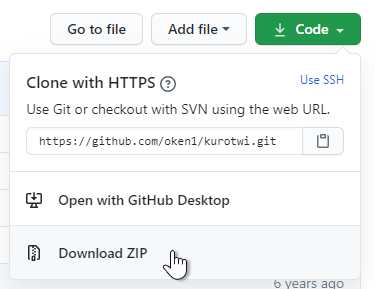 Go to file
Add file
Code
Clone with HTTPS
Use SSH
Use Git or checkout with SVN using the web URL.
https://github.com/oken1/kurotwi.git
Open with GitHub Desktop
Download ZIP
6 years ago